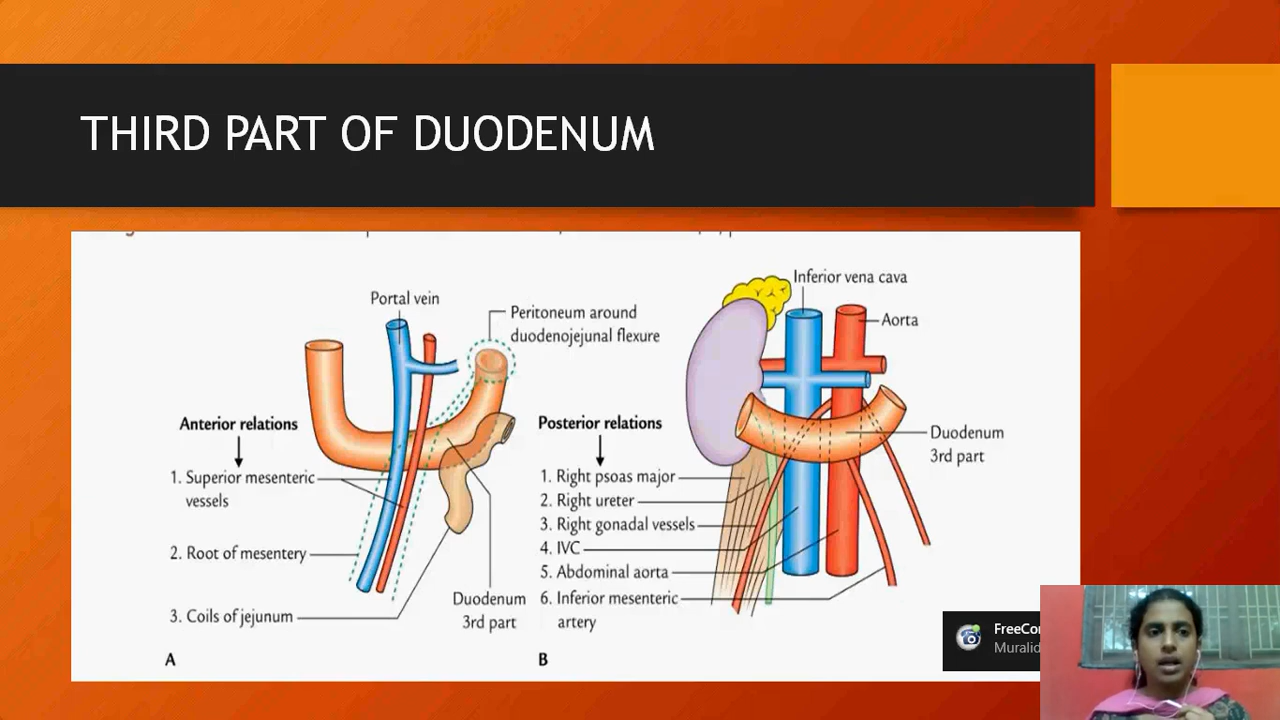 THIRD PART OF DUODENUM
Portal vein
Peritoneum around
duodenojejunal flexure
Anterior relations
1. Superior mesenteric
vessels
2. Root of mesentery
3. Coils of jejunum
Duodenum
3rd part
A
Inferior vena cava
Aorta
Posterior relations
1. Right psoas major
2. Right ureter
3. Right gonadal vessels
4. IVC
5. Abdominal aorta
6. Inferior mesenteric
artery
Duodenum
3rd part
B